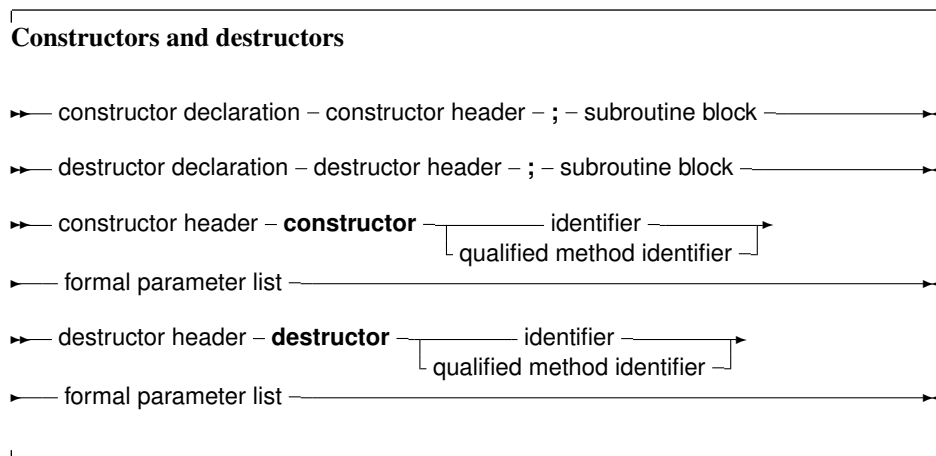 Constructors and destructors
constructor declaration constructor header ; subroutine block
destructor declaration destructor header ; subroutine block
constructor header constructor identifier
qualified method identifier
formal parameter list
destructor header destructor identifier
qualified method identifier
formal parameter list